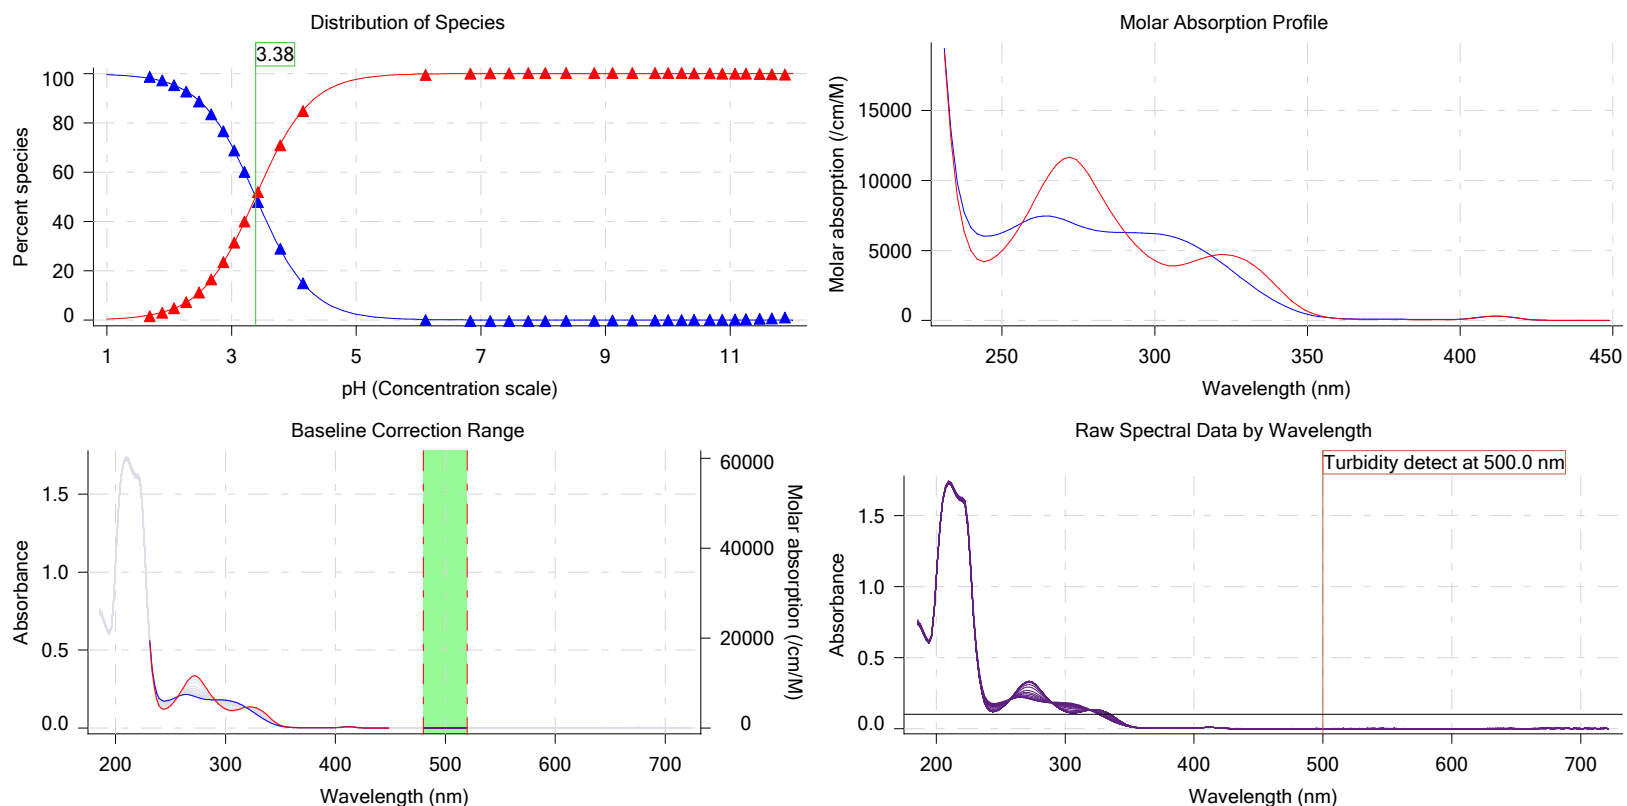 Distribution of Species
3.38
100
80
60
40
20
0
Percent species
1 3 5 7 9 11
pH (Concentration scale)
Molar Absorption Profile
15000
10000
5000
0
Molar absorption (/cm/M)
250 300 350 400 450
Wavelength (nm)
Baseline Correction Range
1.5
1.0
0.5
0.0
Absorbance
60000
40000
20000
0
Molar absorption (/cm/M)
200 300 400 500 600 700
Wavelength (nm)
Raw Spectral Data by Wavelength
Turbidity detect at 500.0 nm
1.5
1.0
0.5
0.0
Absorbance
200 300 400 500 600 700
Wavelength (nm)